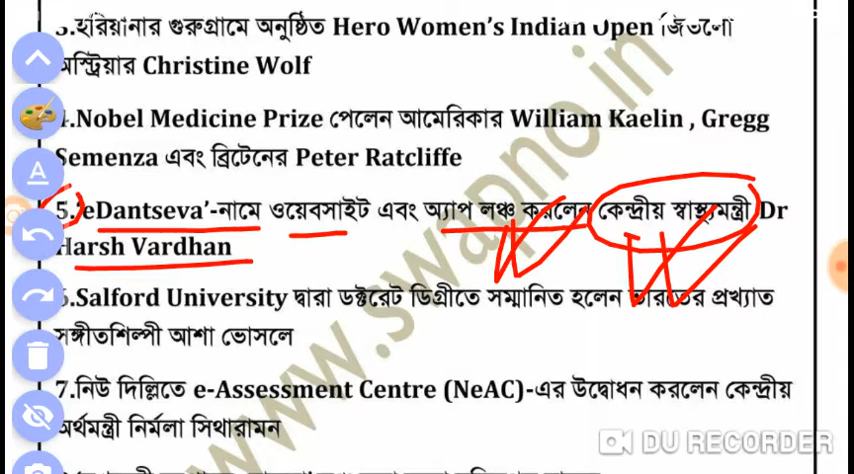 3.হরিয়ানার গুরুগ্রামে অনুষ্ঠিত Hero Women's Indian Open জিতলো
অস্ট্রিয়ার Christine Wolf
4.Nobel Medicine Prize পেলেন আমেরিকার William Kaelin , Gregg
Semenza এবং ব্রিটেনের Peter Ratcliffe
5.'eDantseva'-নামে ওয়েবসাইট এবং অ্যাপ লঞ্চ করলেন কেন্দ্রীয় স্বাস্থ্যমন্ত্রী Dr
Harsh Vardhan
6.Salford University দ্বারা ডক্টরেট ডিগ্রীতে সম্মানিত হলেন ভারতের প্রখ্যাত
সঙ্গীতশিল্পী আশা ভোসলে
7.নিউ দিল্লিতে e-Assessment Centre (NeAC)-এর উদ্বোধন করলেন কেন্দ্রীয়
অর্থমন্ত্রী নির্মলা সিথারামন
www.swapno.in
DU RECORDER
A